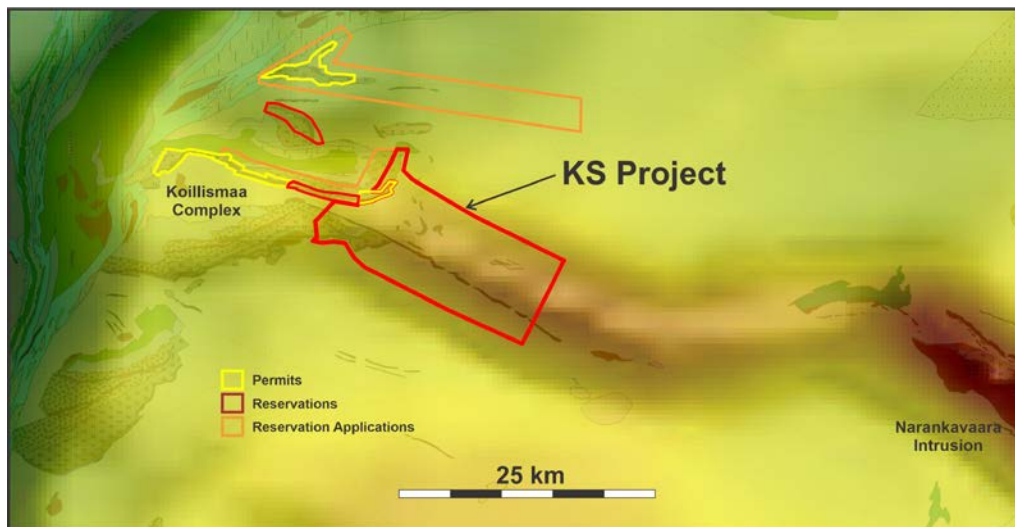 KS Project
Koillismaa
Complex
Permits
Reservations
Reservation Applications
Narankavaara
Intrusion
25 km